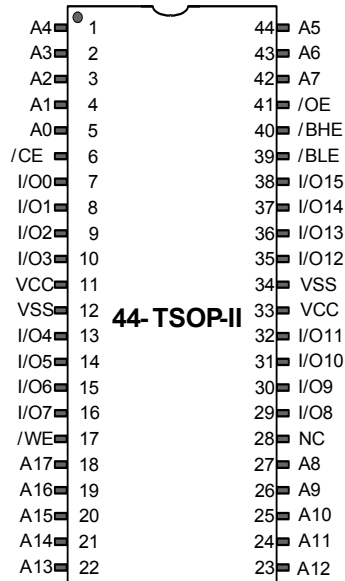 A4 1 44 A5
A3 2 43 A6
A2 3 42 A7
A1 4 41 /OE
A0 5 40 /BHE
/CE 6 39 /BLE
I/O0 7 38 I/O15
I/O1 8 37 I/O14
I/O2 9 36 I/O13
I/O3 10 35 I/O12
VCC 11 34 VSS
VSS 12 33 VCC
44-TSOP-II
I/O4 13 32 I/O11
I/O5 14 31 I/O10
I/O6 15 30 I/O9
I/O7 16 29 I/O8
/WE 17 28 NC
A17 18 27 A8
A16 19 26 A9
A15 20 25 A10
A14 21 24 A11
A13 22 23 A12